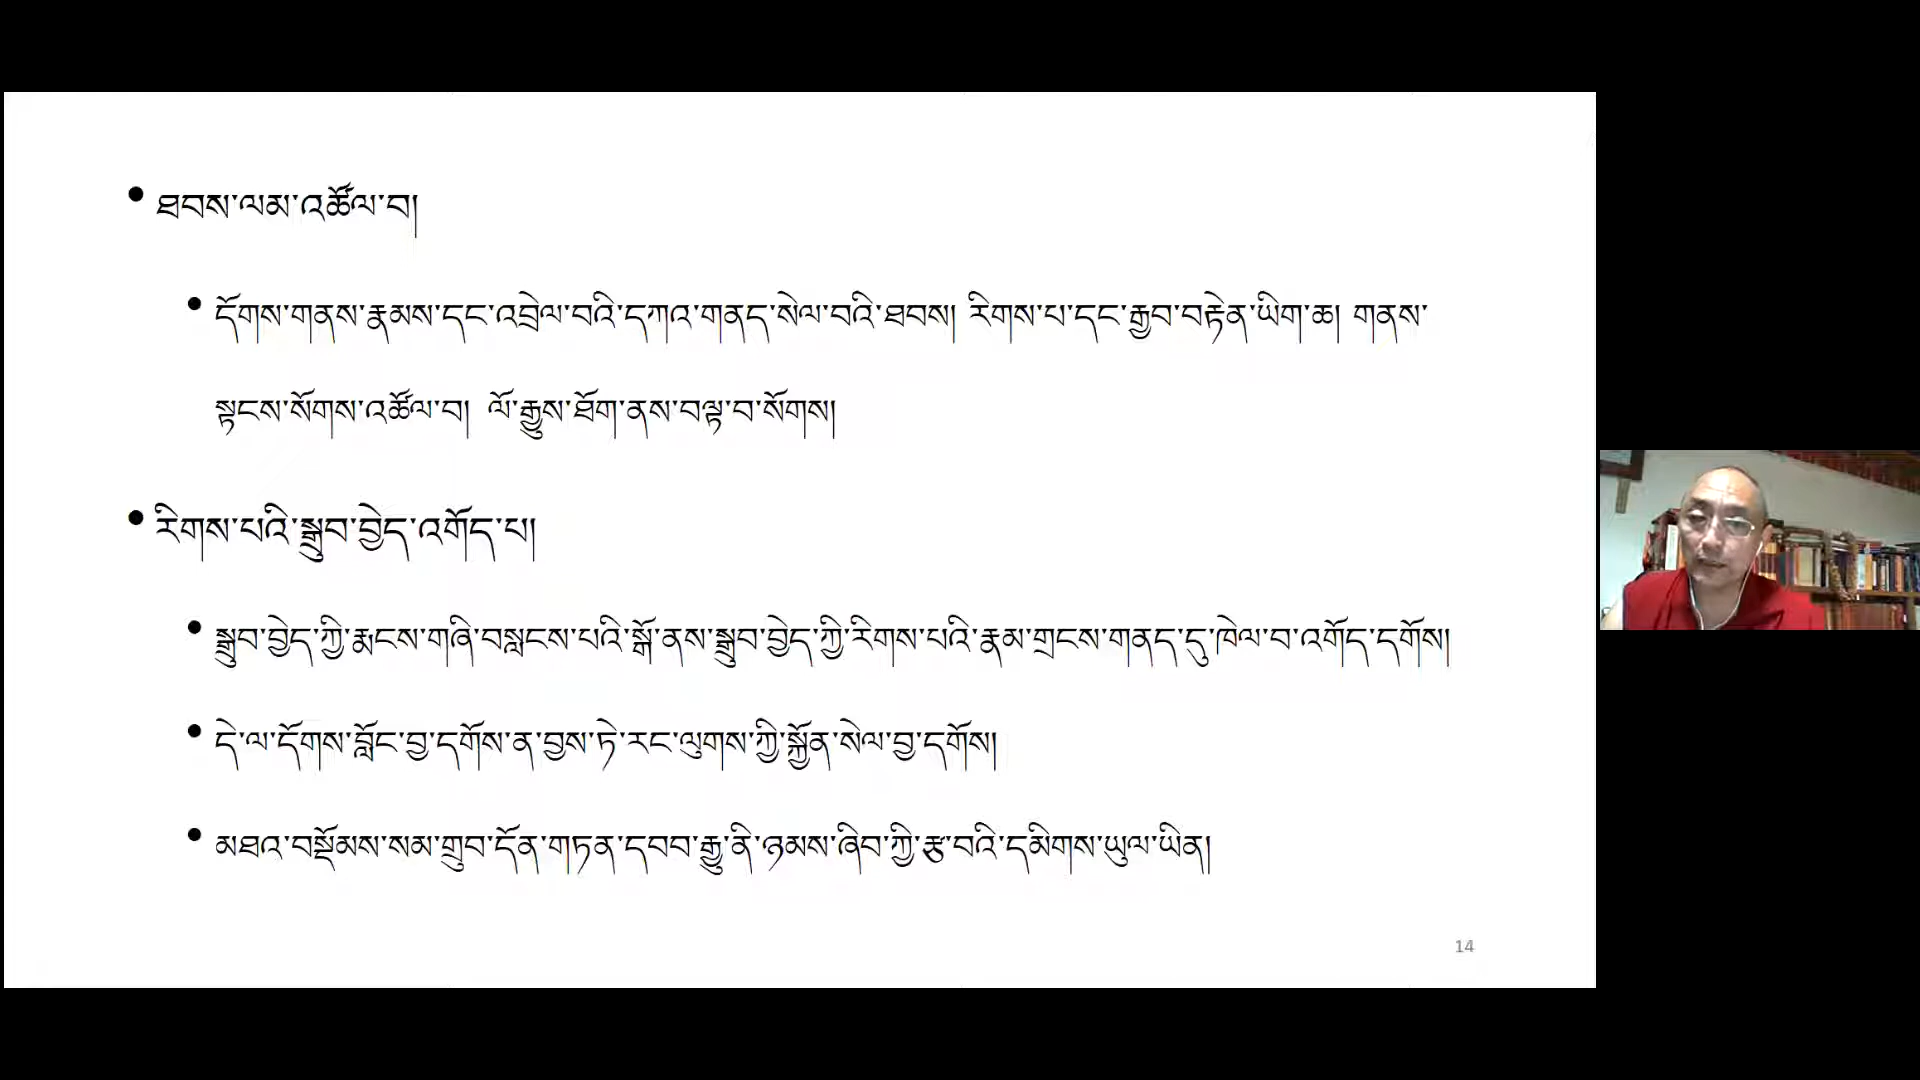 • ཐབས་ལམ་འཚོལ་བ།
• དོགས་གནས་རྣམས་དང་འབྲེལ་བའི་དཀའ་གནད་སེལ་བའི་ཐབས། རིགས་པ་དང་རྒྱབ་བརྟེན་ཡིག་ཆ། གནས་
སྟངས་སོགས་འཚོལ་བ། ལོ་རྒྱུས་ཐོག་ནས་བལྟ་བ་སོགས།
• རིགས་པའི་སྒྲུབ་བྱེད་འགོད་པ།
• སྒྲུབ་བྱེད་ཀྱི་རྨངས་གཞི་བསླངས་པའི་སྒོ་ནས་སྒྲུབ་བྱེད་ཀྱི་རིགས་པའི་རྣམ་གྲངས་གནད་དུ་ཁེལ་བ་འགོད་དགོས།
• དེ་ལ་དོགས་སློང་བྱ་དགོས་ན་བྱས་ཏེ་རང་ལུགས་ཀྱི་སྐྱོན་སེལ་བྱ་དགོས།
• མཐའ་བསྡོམས་སམ་གྲུབ་དོན་གཏན་དབབ་རྒྱུ་ནི་ཉམས་ཞིབ་ཀྱི་རྩ་བའི་དམིགས་ཡུལ་ཡིན།
14